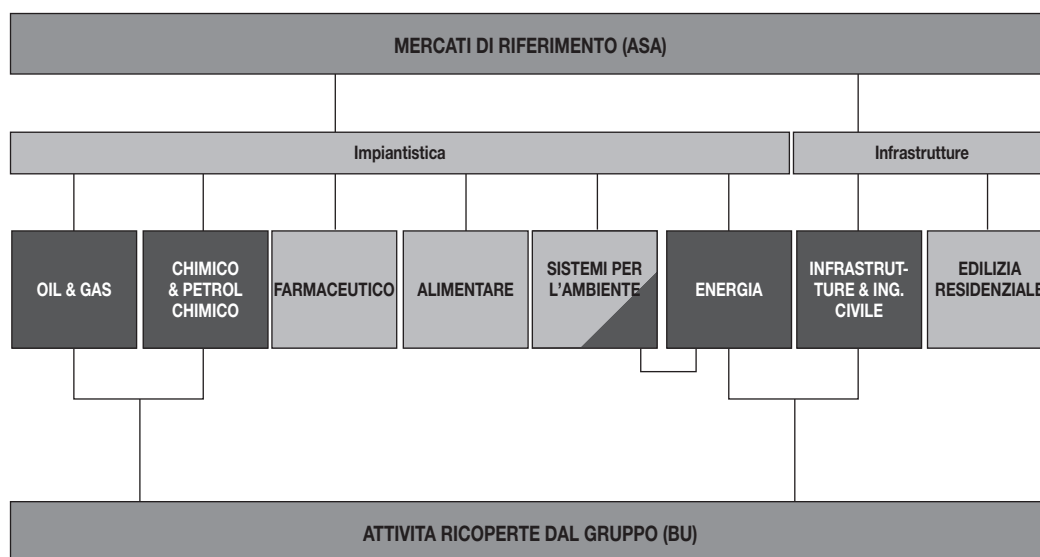 MERCATI DI RIFERIMENTO (ASA)
Impiantistica
Infrastrutture
OIL & GAS
CHIMICO
& PETROL
CHIMICO
FARMACEUTICO
ALIMENTARE
SISTEMI PER
L'AMBIENTE
ENERGIA
INFRASTRUT-
TURE & ING.
CIVILE
EDILIZIA
RESIDENZIALE
ATTIVITA RICOPERTE DAL GRUPPO (BU)